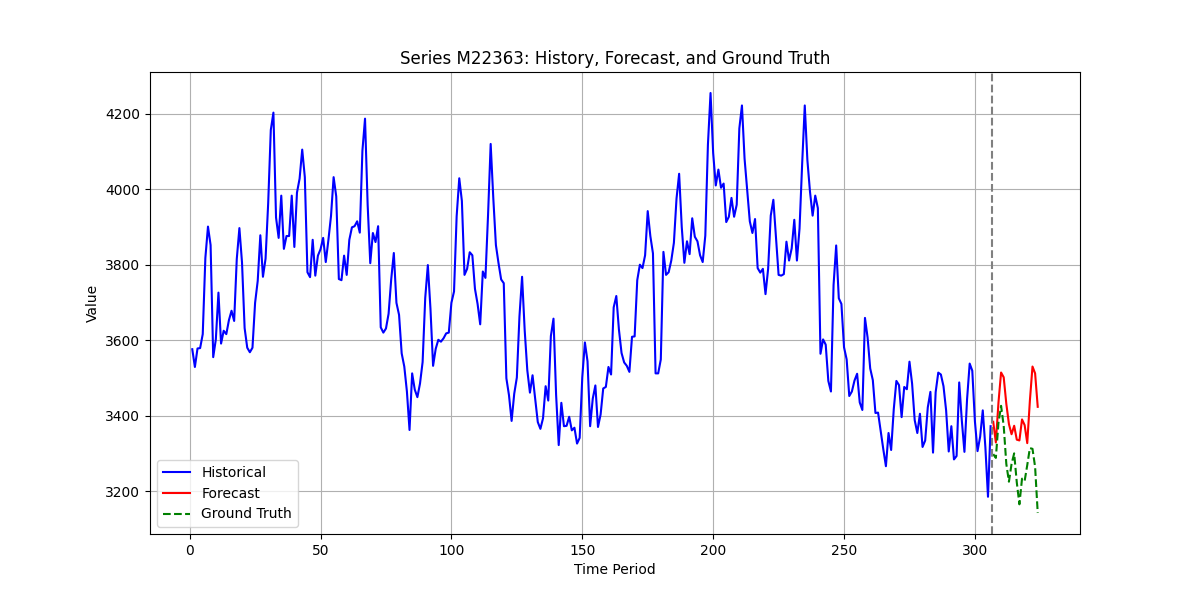 Series M22363: History, Forecast, and Ground Truth
Value
4200
4000
3800
3600
3400
3200
Historical
Forecast
Ground Truth
0 50 100 150 200 250 300
Time Period